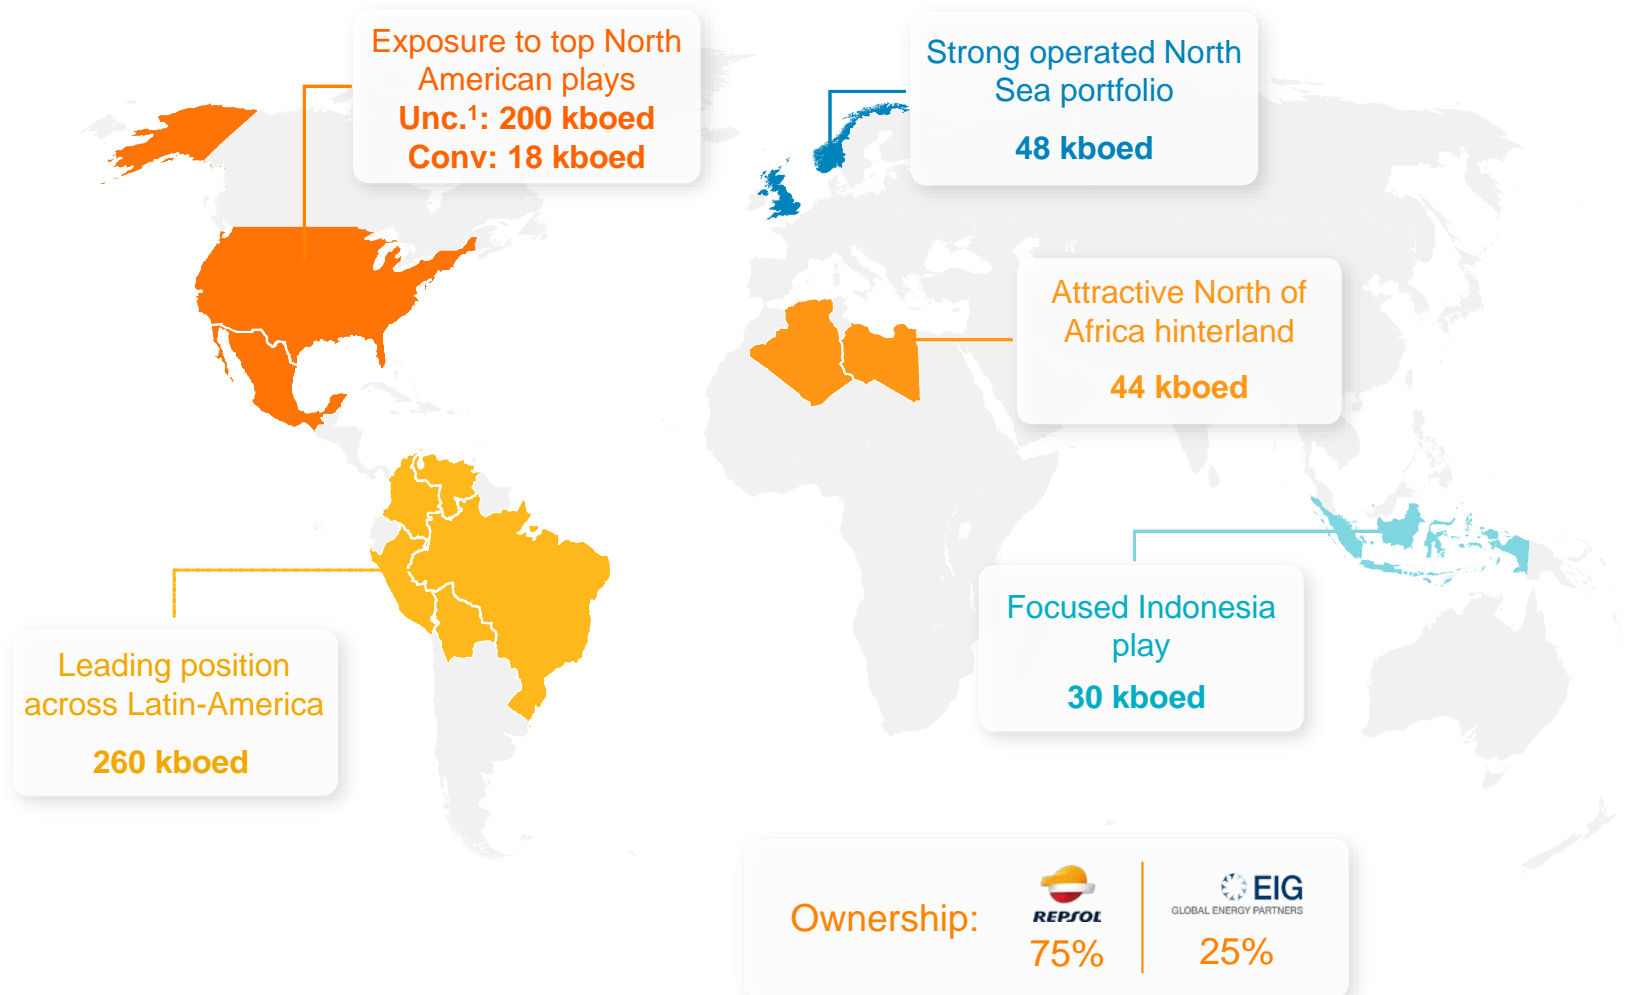 Exposure to top North
American plays
Unc.¹: 200 kboed
Conv: 18 kboed
Strong operated North
Sea portfolio
48 kboed
Attractive North of
Africa hinterland
44 kboed
Focused Indonesia
play
30 kboed
Leading position
across Latin-America
260 kboed
Ownership:
REPSOL
75%
EIG
GLOBAL ENERGY PARTNERS
25%